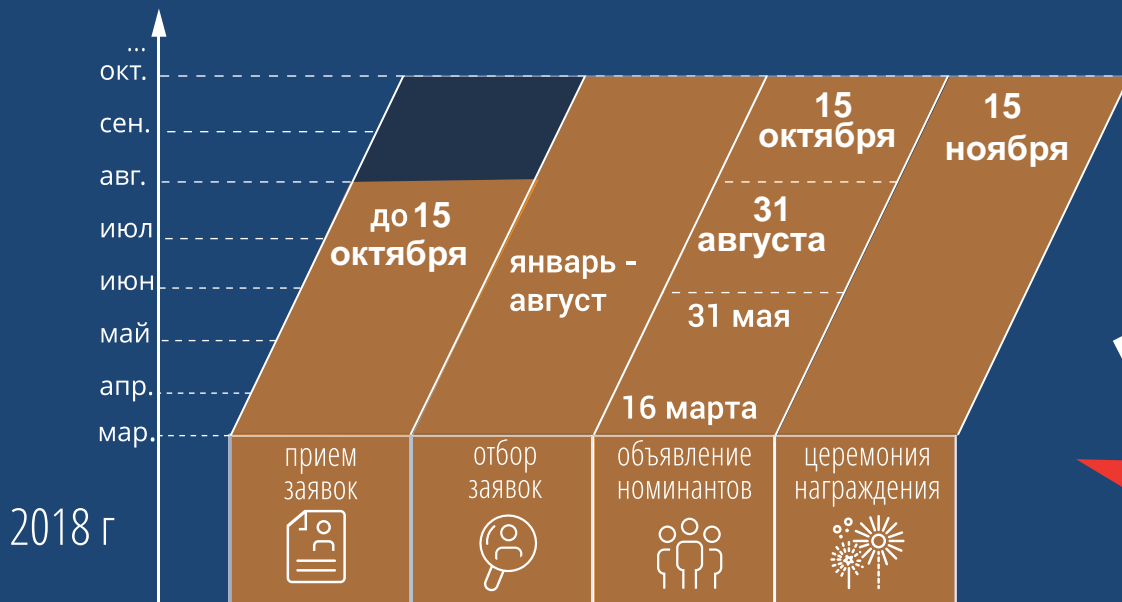 ...
окт.
сен.
авг.
июл
июн
май
апр.
мар.
2018 г
до 15
октября
январь -
август
15
октября
31
августа
31 мая
16 марта
15
ноября
прием
заявок
отбор
заявок
объявление
номинантов
церемония
награждения